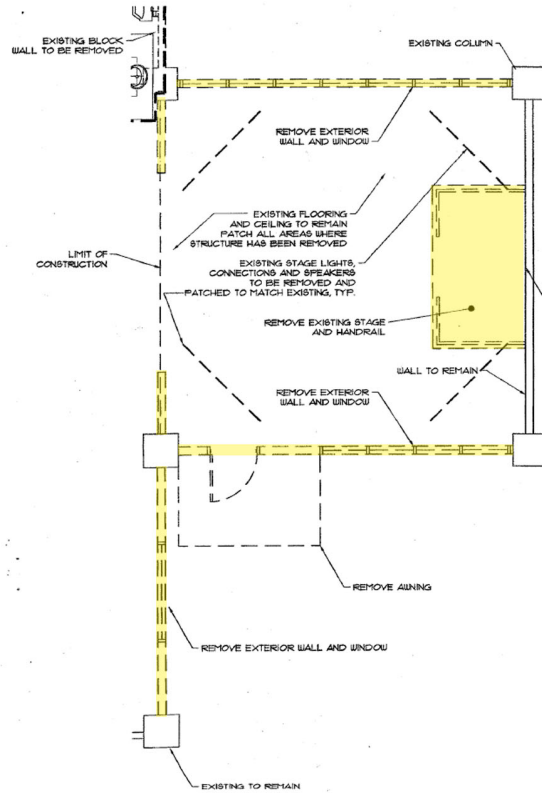 EXISTING BLOCK
WALL TO BE REMOVED
EXISTING COLUMN
REMOVE EXTERIOR
WALL AND WINDOW
EXISTING FLOORING
AND CEILING TO REMAIN
PATCH ALL AREAS WHERE
STRUCTURE HAS BEEN REMOVED
LIMIT OF
CONSTRUCTION
EXISTING STAGE LIGHTS,
CONNECTIONS AND SPEAKERS
TO BE REMOVED AND
PATCHED TO MATCH EXISTING, TYP.
REMOVE EXISTING STAGE
AND HANDRAIL
WALL TO REMAIN
REMOVE EXTERIOR
WALL AND WINDOW
REMOVE AWNING
REMOVE EXTERIOR WALL AND WINDOW
EXISTING TO REMAIN